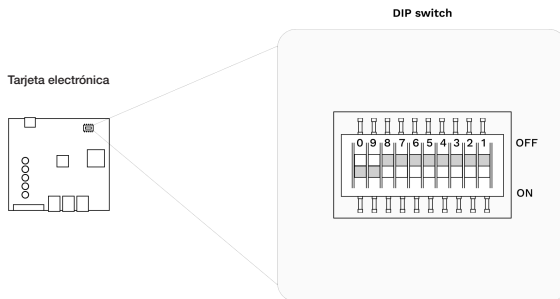 DIP switch
Tarjeta electrónica
0 9 8 7 6 5 4 3 2 1
OFF
ON